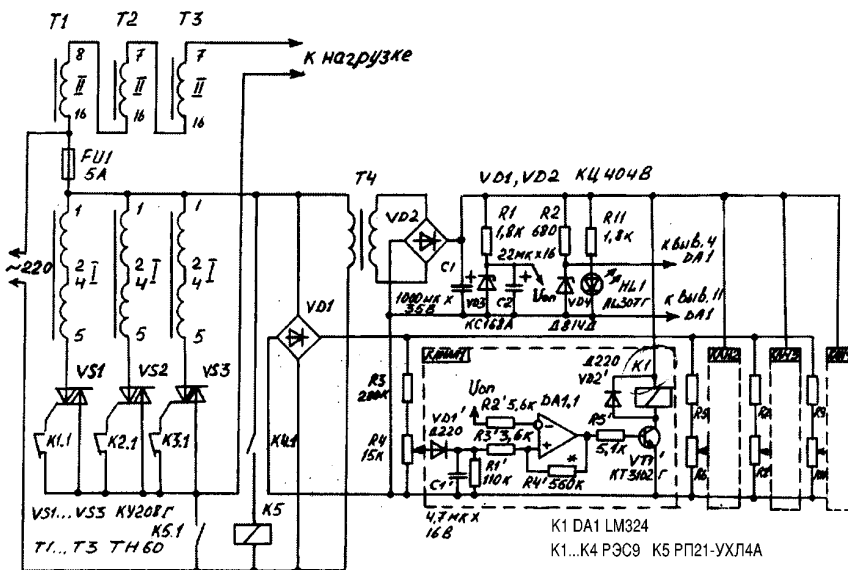 T1 T2 T3
8 7 7
II II II
16 16 16
К нагрузке
FU1
5А
T4
VD1, VD2 КЦ404В
1 1 1
R1
1,8к
R2
680
R11
1,8к
VD2
к выв. 4
DA1
~220
2 2 2
4 I 4 I 4 I
22мк х16
C1
1000мк х
35В
VD3
C2
Uоп
VD4
HL1
АЛ307Г
к выв. 11
DA1
КС168А
Д814Д
5 5 5
VD1
VS1 VS2 VS3
R3
200к
Uоп
Д220
VD2'
K1
R2' 5,6к
DA1.1
VD1'
Д220
R3' 3,6к
R5'
5,1к
R4
15к
K1.1 K2.1 K3.1
K4.1
R1'
110к
*
R4' 560к
VT1'
КТ3102Г
C1'
4,7мк х
16В
R5
R6
R9
VS1...VS3 КУ208Г
K5.1
K5
T1...T3 ТН60
K1 DA1 LM324
K1...K4 РЭС9 K5 РП21-УХЛ4А